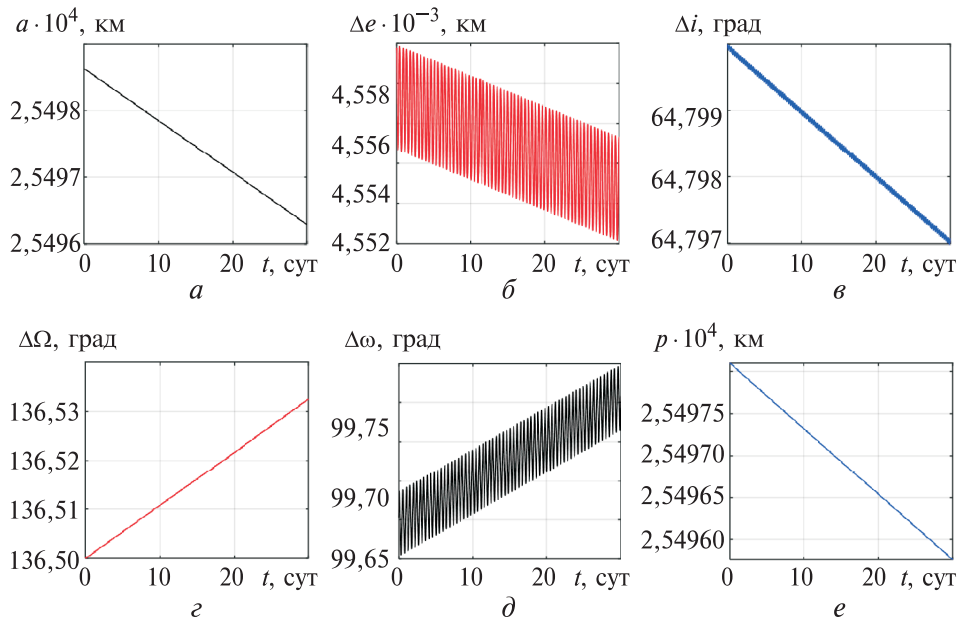 a · 10⁴, км
2,5498
2,5497
2,5496
0 10 20 t, сут
а
Δe · 10⁻³, км
4,558
4,556
4,554
4,552
0 10 20 t, сут
б
Δi, град
64,799
64,798
64,797
0 10 20 t, сут
в
ΔΩ, град
136,53
136,52
136,51
136,50
0 10 20 t, сут
г
Δω, град
99,75
99,70
99,65
0 10 20 t, сут
д
p · 10⁴, км
2,54975
2,54970
2,54965
2,54960
0 10 20 t, сут
е